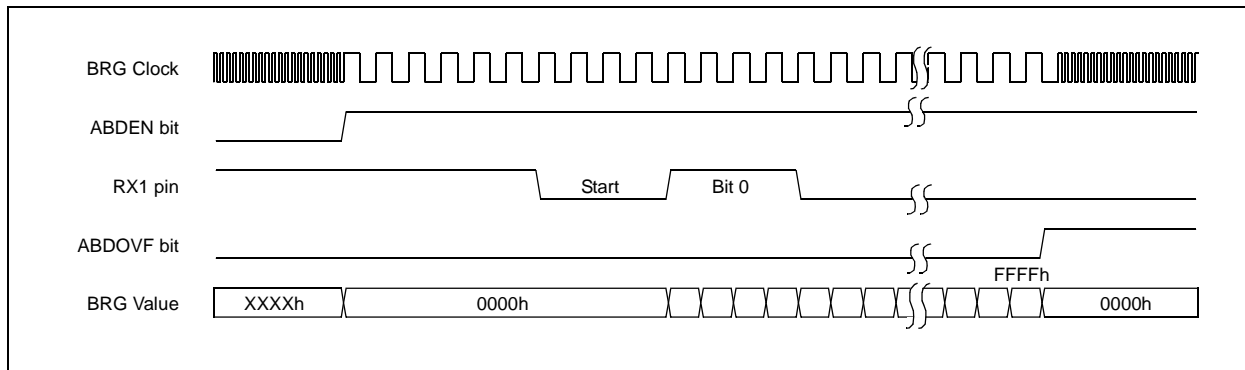 BRG Clock
ABDEN bit
RX1 pin
Start
Bit 0
ABDOVF bit
FFFFh
BRG Value
XXXXh
0000h
0000h